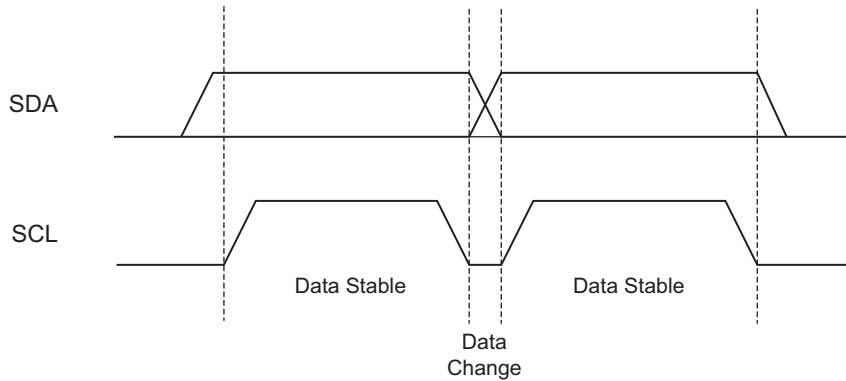 SDA
SCL
Data Stable
Data Stable
Data
Change